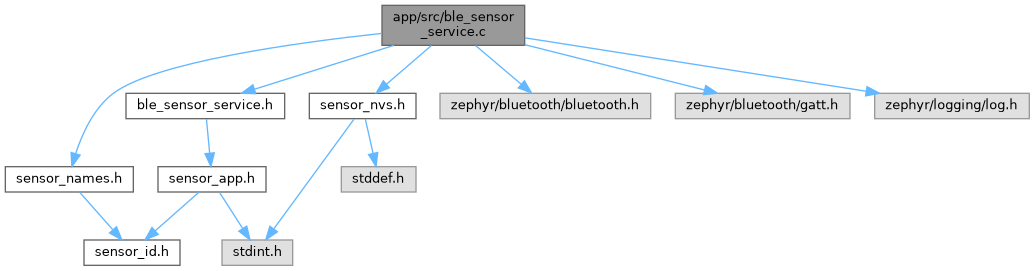 app/src/ble_sensor
_service.c
ble_sensor_service.h
sensor_nvs.h
zephyr/bluetooth/bluetooth.h
zephyr/bluetooth/gatt.h
zephyr/logging/log.h
sensor_names.h
sensor_app.h
stddef.h
sensor_id.h
stdint.h